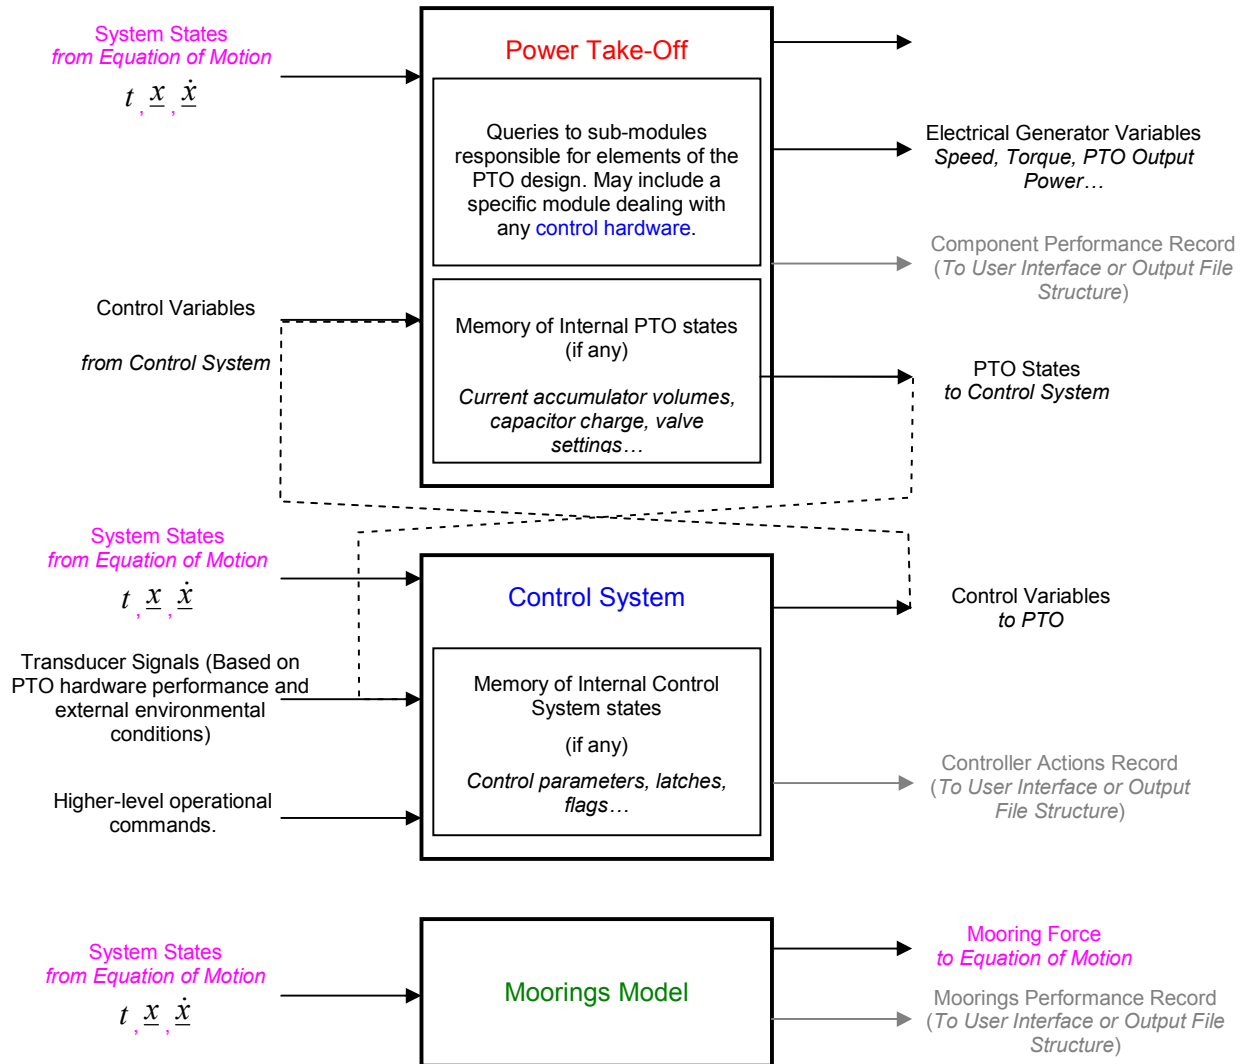 System States
from Equation of Motion
t , x , ẋ
Power Take-Off
Queries to sub-modules
responsible for elements of the
PTO design. May include a
specific module dealing with
any control hardware.
Electrical Generator Variables
Speed, Torque, PTO Output
Power…
Component Performance Record
(To User Interface or Output File
Structure)
Control Variables
from Control System
Memory of Internal PTO states
(if any)
Current accumulator volumes,
capacitor charge, valve
settings…
PTO States
to Control System
System States
from Equation of Motion
t , x , ẋ
Transducer Signals (Based on
PTO hardware performance and
external environmental
conditions)
Higher-level operational
commands.
Control System
Memory of Internal Control
System states
(if any)
Control parameters, latches,
flags…
Control Variables
to PTO
Controller Actions Record
(To User Interface or Output
File Structure)
System States
from Equation of Motion
t , x , ẋ
Moorings Model
Mooring Force
to Equation of Motion
Moorings Performance Record
(To User Interface or Output File
Structure)